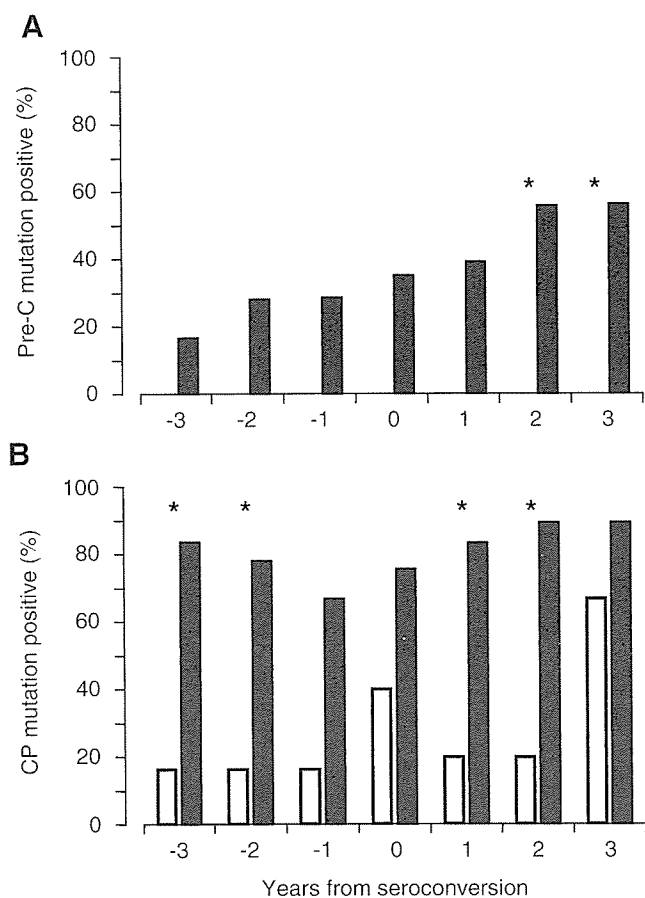 A
Pre-C mutation positive (%)
100
80
60
40
20
0
* *
-3 -2 -1 0 1 2 3
B
CP mutation positive (%)
100
80
60
40
20
0
* * * *
-3 -2 -1 0 1 2 3
Years from seroconversion